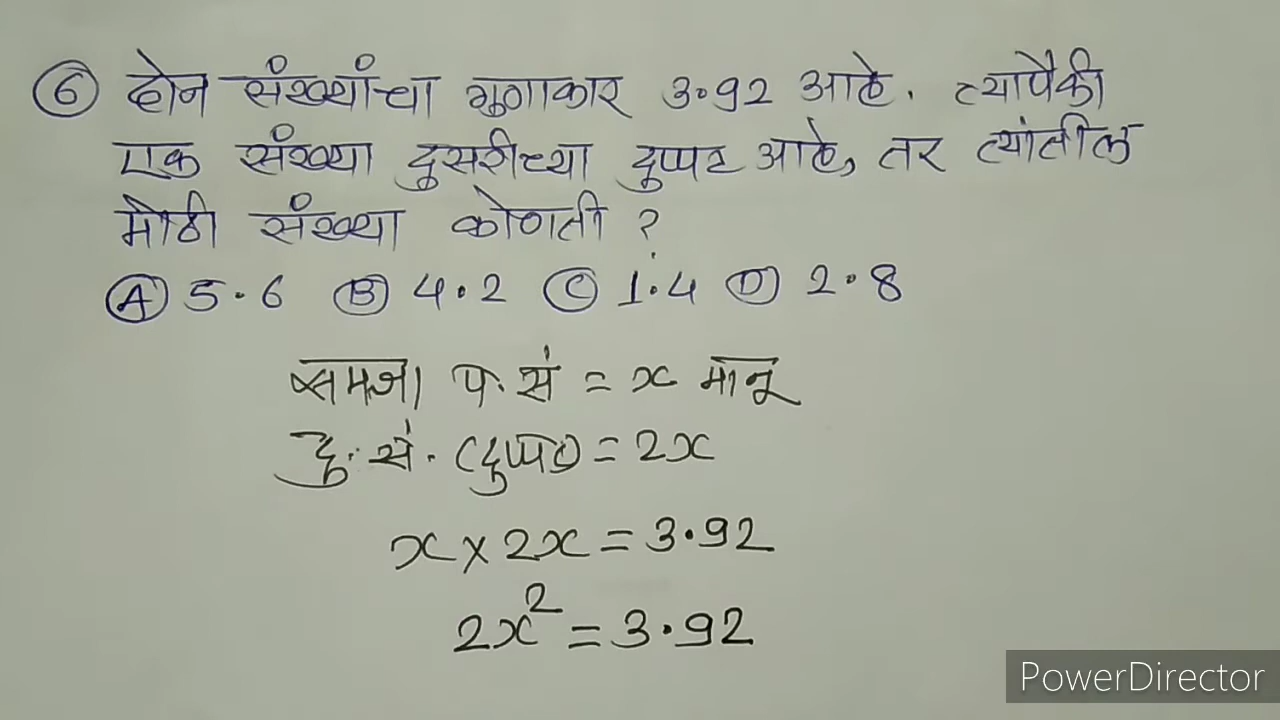 6 दोन संख्यांचा गुणाकार 3.92 आहे. त्यापैकी
एक संख्या दुसरीच्या दुप्पट आहे, तर त्यांतील
मोठी संख्या कोणती ?
A 5.6 B 4.2 C 1.4 D 2.8
समजा प. सं = x मानू
दु. सं. (दुप्पट) = 2x
x × 2x = 3.92
2x² = 3.92
PowerDirector